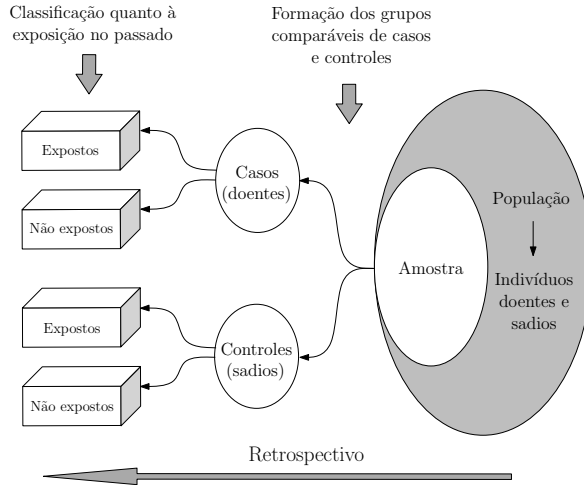 Classificação quanto à
exposição no passado
Formação dos grupos
comparáveis de casos
e controles
Expostos
Não expostos
Casos
(doentes)
População
Amostra
Indivíduos
doentes e
sadios
Expostos
Não expostos
Controles
(sadios)
Retrospectivo